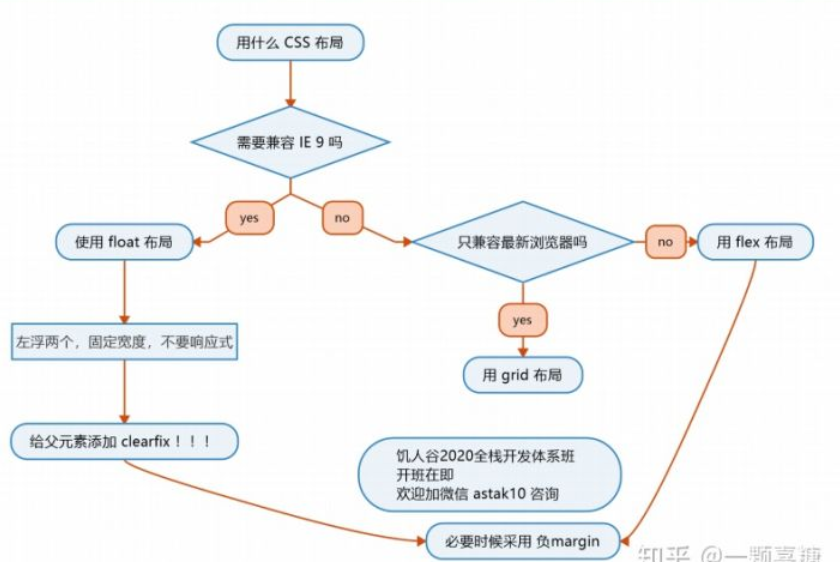 用什么 CSS 布局
需要兼容 IE 9 吗
yes
no
使用 float 布局
只兼容最新浏览器吗
no
用 flex 布局
yes
左浮两个，固定宽度，不要响应式
用 grid 布局
给父元素添加 clearfix！！！
饥人谷2020全栈开发体系班
开班在即
欢迎加微信 astak10 咨询
必要时候采用 负margin
知乎 @一颗喜糖